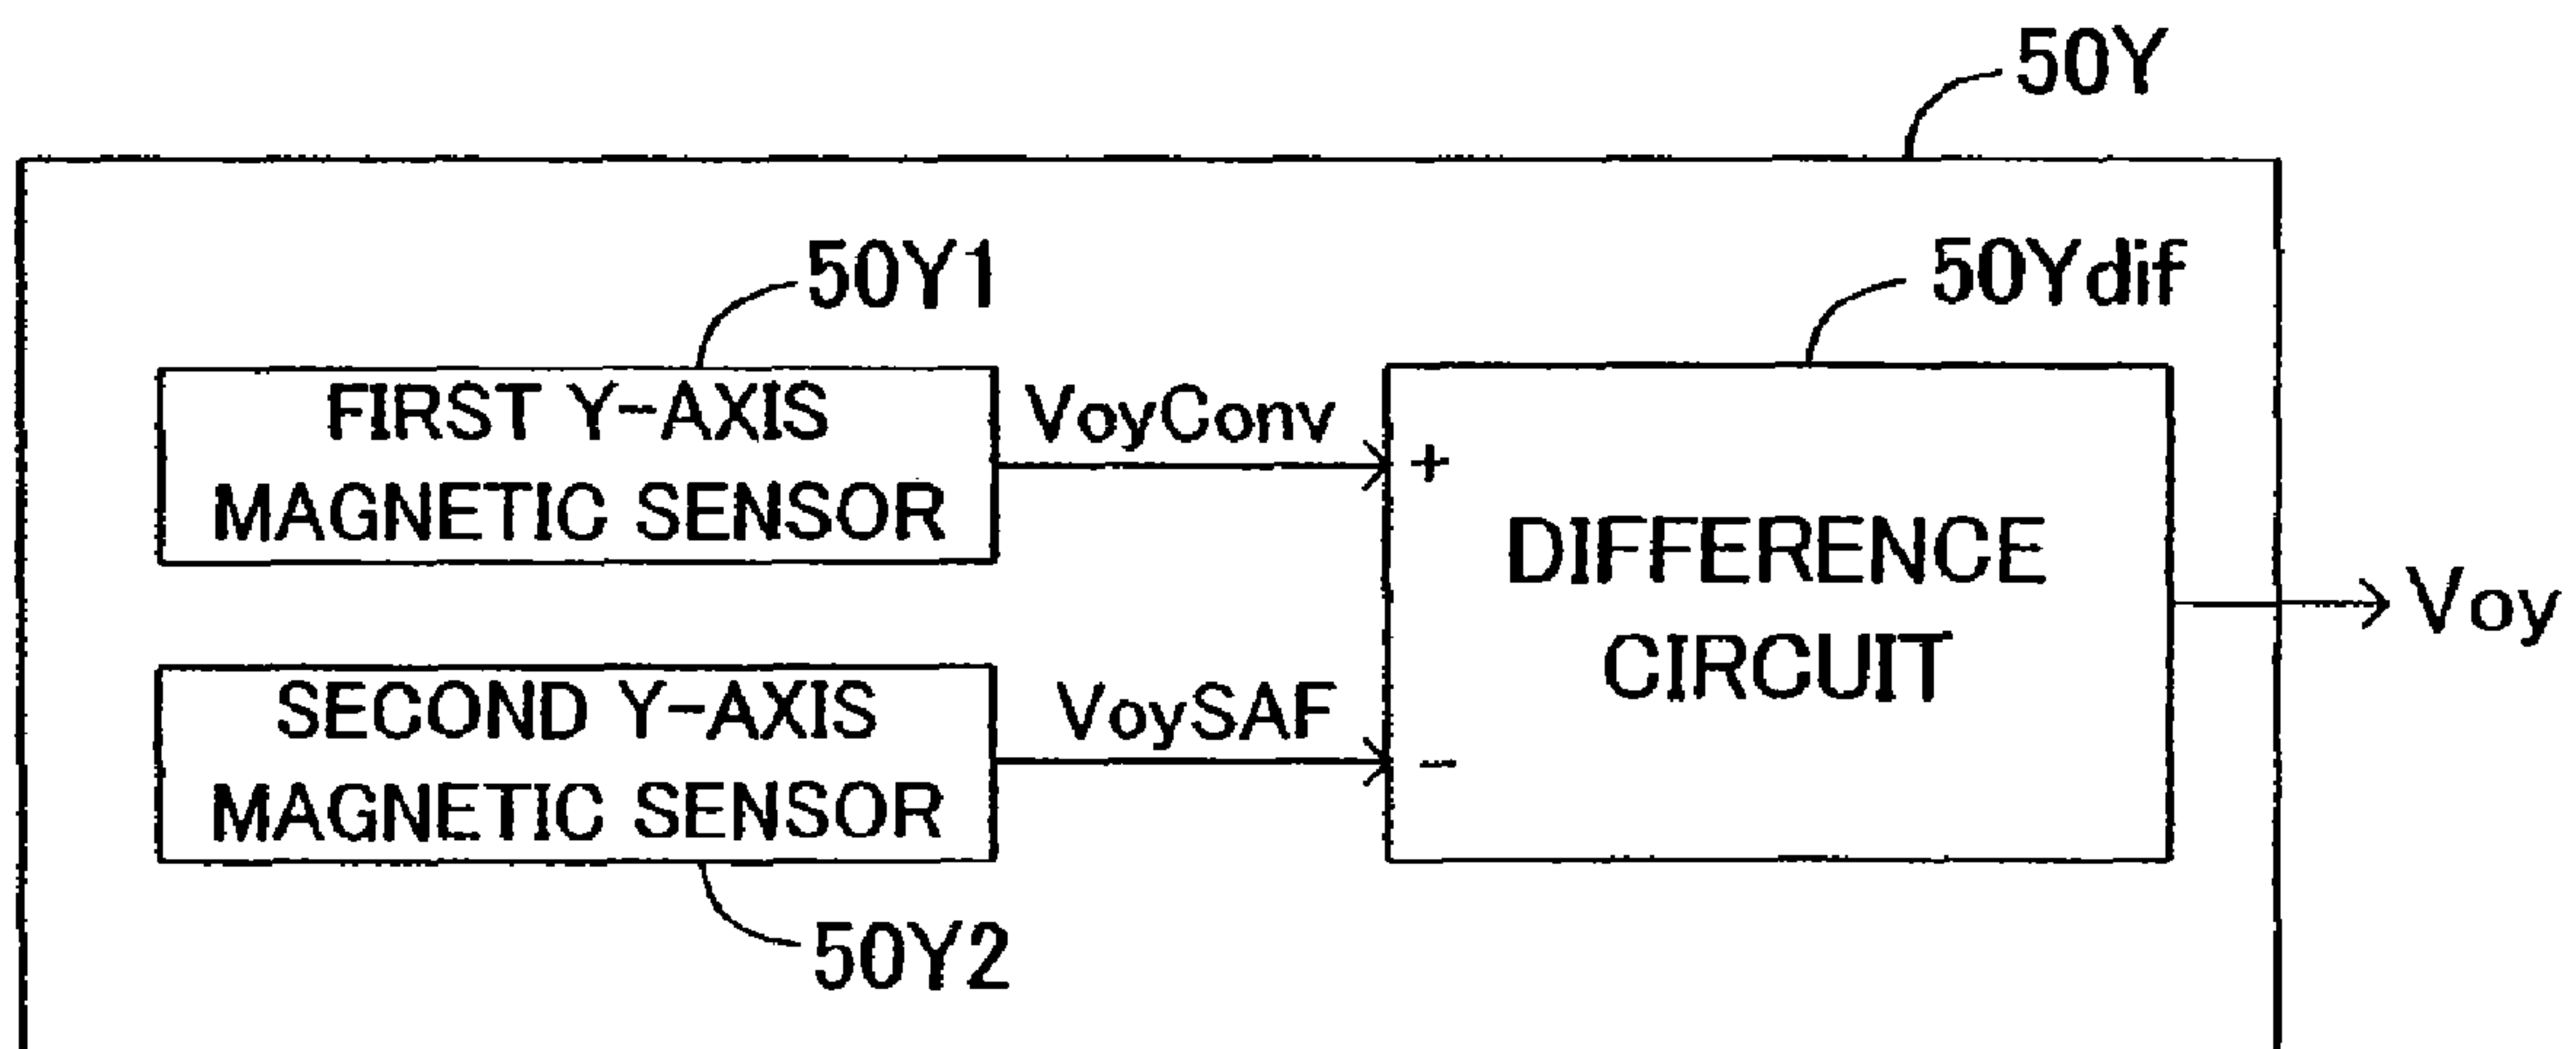 50Y
50Y1
50Ydif
FIRST Y-AXIS
MAGNETIC SENSOR
VoyConv
+
DIFFERENCE
CIRCUIT
Voy
SECOND Y-AXIS
MAGNETIC SENSOR
VoySAF
-
50Y2